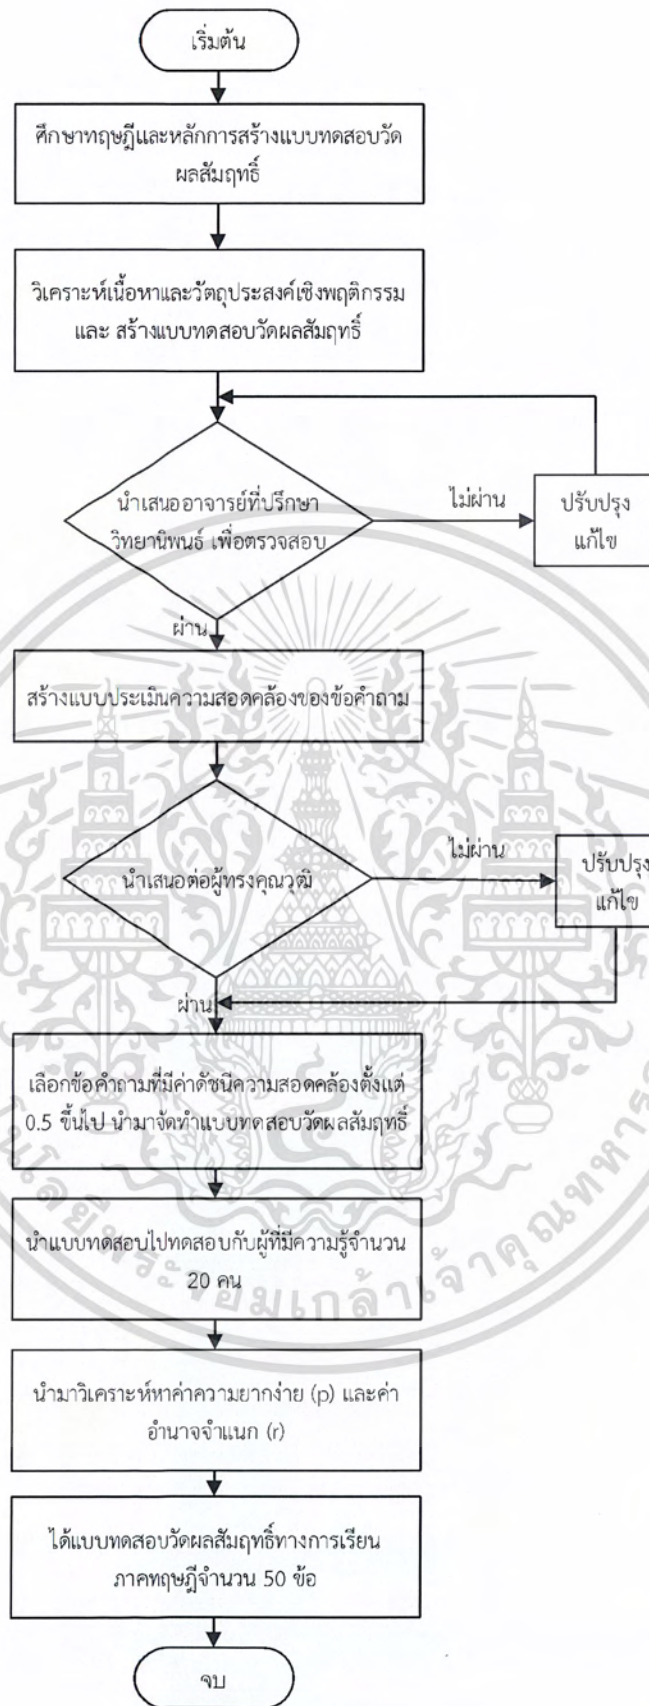 เริ่มต้น
ศึกษาทฤษฎีและหลักการสร้างแบบทดสอบวัด
ผลสัมฤทธิ์
วิเคราะห์เนื้อหาและวัตถุประสงค์เชิงพฤติกรรม
และ สร้างแบบทดสอบวัดผลสัมฤทธิ์
นำเสนออาจารย์ที่ปรึกษา
วิทยานิพนธ์ เพื่อตรวจสอบ
ไม่ผ่าน
ปรับปรุง
แก้ไข
ผ่าน
สร้างแบบประเมินความสอดคล้องของข้อคำถาม
นำเสนอต่อผู้ทรงคุณวุฒิ
ไม่ผ่าน
ปรับปรุง
แก้ไข
ผ่าน
เลือกข้อคำถามที่มีค่าดัชนีความสอดคล้องตั้งแต่
0.5 ขึ้นไป นำมาจัดทำแบบทดสอบวัดผลสัมฤทธิ์
นำแบบทดสอบไปทดสอบกับผู้ที่มีความรู้จำนวน
20 คน
นำมาวิเคราะห์หาค่าความยากง่าย (p) และค่า
อำนาจจำแนก (r)
ได้แบบทดสอบวัดผลสัมฤทธิ์ทางการเรียน
ภาคทฤษฎีจำนวน 50 ข้อ
จบ